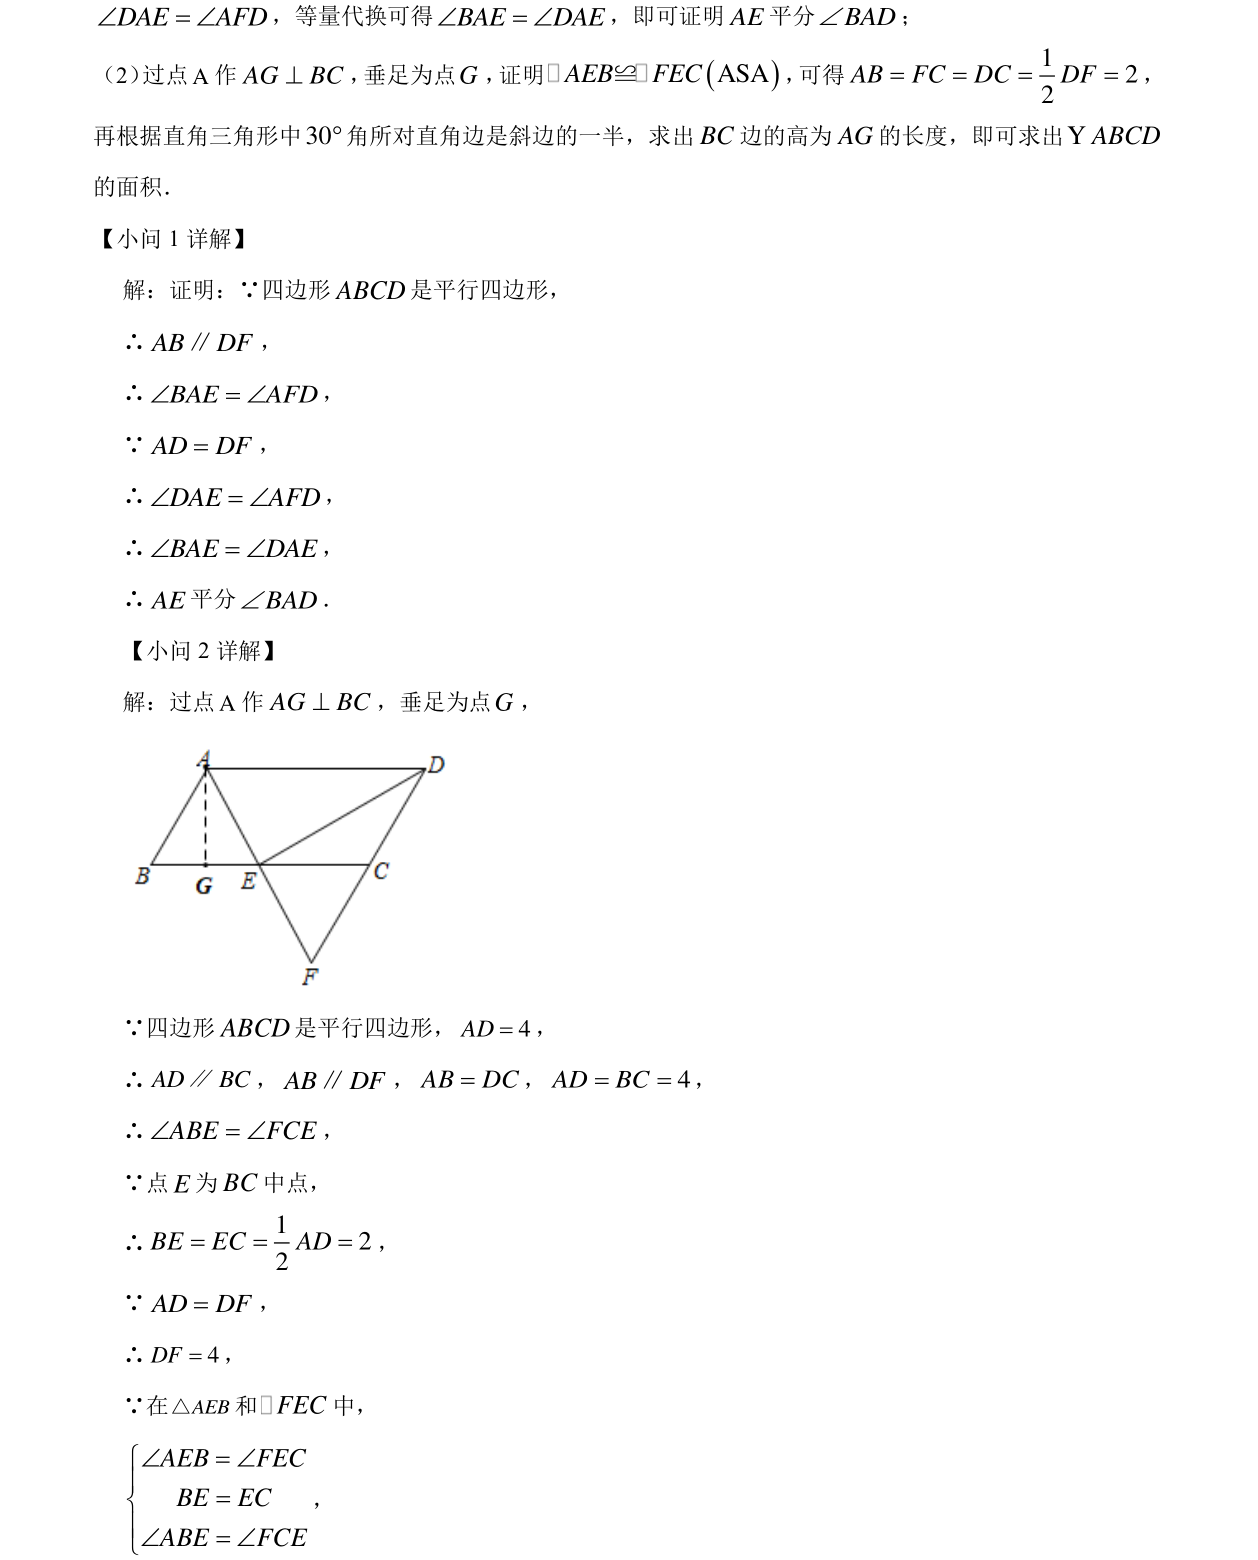 ∠DAE = ∠AFD，等量代换可得∠BAE = ∠DAE，即可证明 AE 平分∠BAD；
（2）过点 A 作 AG ⊥ BC，垂足为点 G，证明□ AEB≌□ FEC(ASA)，可得 AB = FC = DC = 1/2 DF = 2，
再根据直角三角形中30°角所对直角边是斜边的一半，求出 BC 边的高为 AG 的长度，即可求出 Y ABCD
的面积．
【小问 1 详解】
解：证明：∵四边形 ABCD 是平行四边形，
∴ AB ∥ DF，
∴ ∠BAE = ∠AFD，
∵ AD = DF，
∴ ∠DAE = ∠AFD，
∴ ∠BAE = ∠DAE，
∴ AE 平分∠BAD．
【小问 2 详解】
解：过点 A 作 AG ⊥ BC，垂足为点 G，
A
D
B
G
E
C
F
∵四边形 ABCD 是平行四边形，AD = 4，
∴ AD ∥ BC，AB ∥ DF，AB = DC，AD = BC = 4，
∴ ∠ABE = ∠FCE，
∵点 E 为 BC 中点，
∴ BE = EC = 1/2 AD = 2，
∵ AD = DF，
∴ DF = 4，
∵在△AEB 和□ FEC 中，
{∠AEB = ∠FEC
BE = EC，
∠ABE = ∠FCE